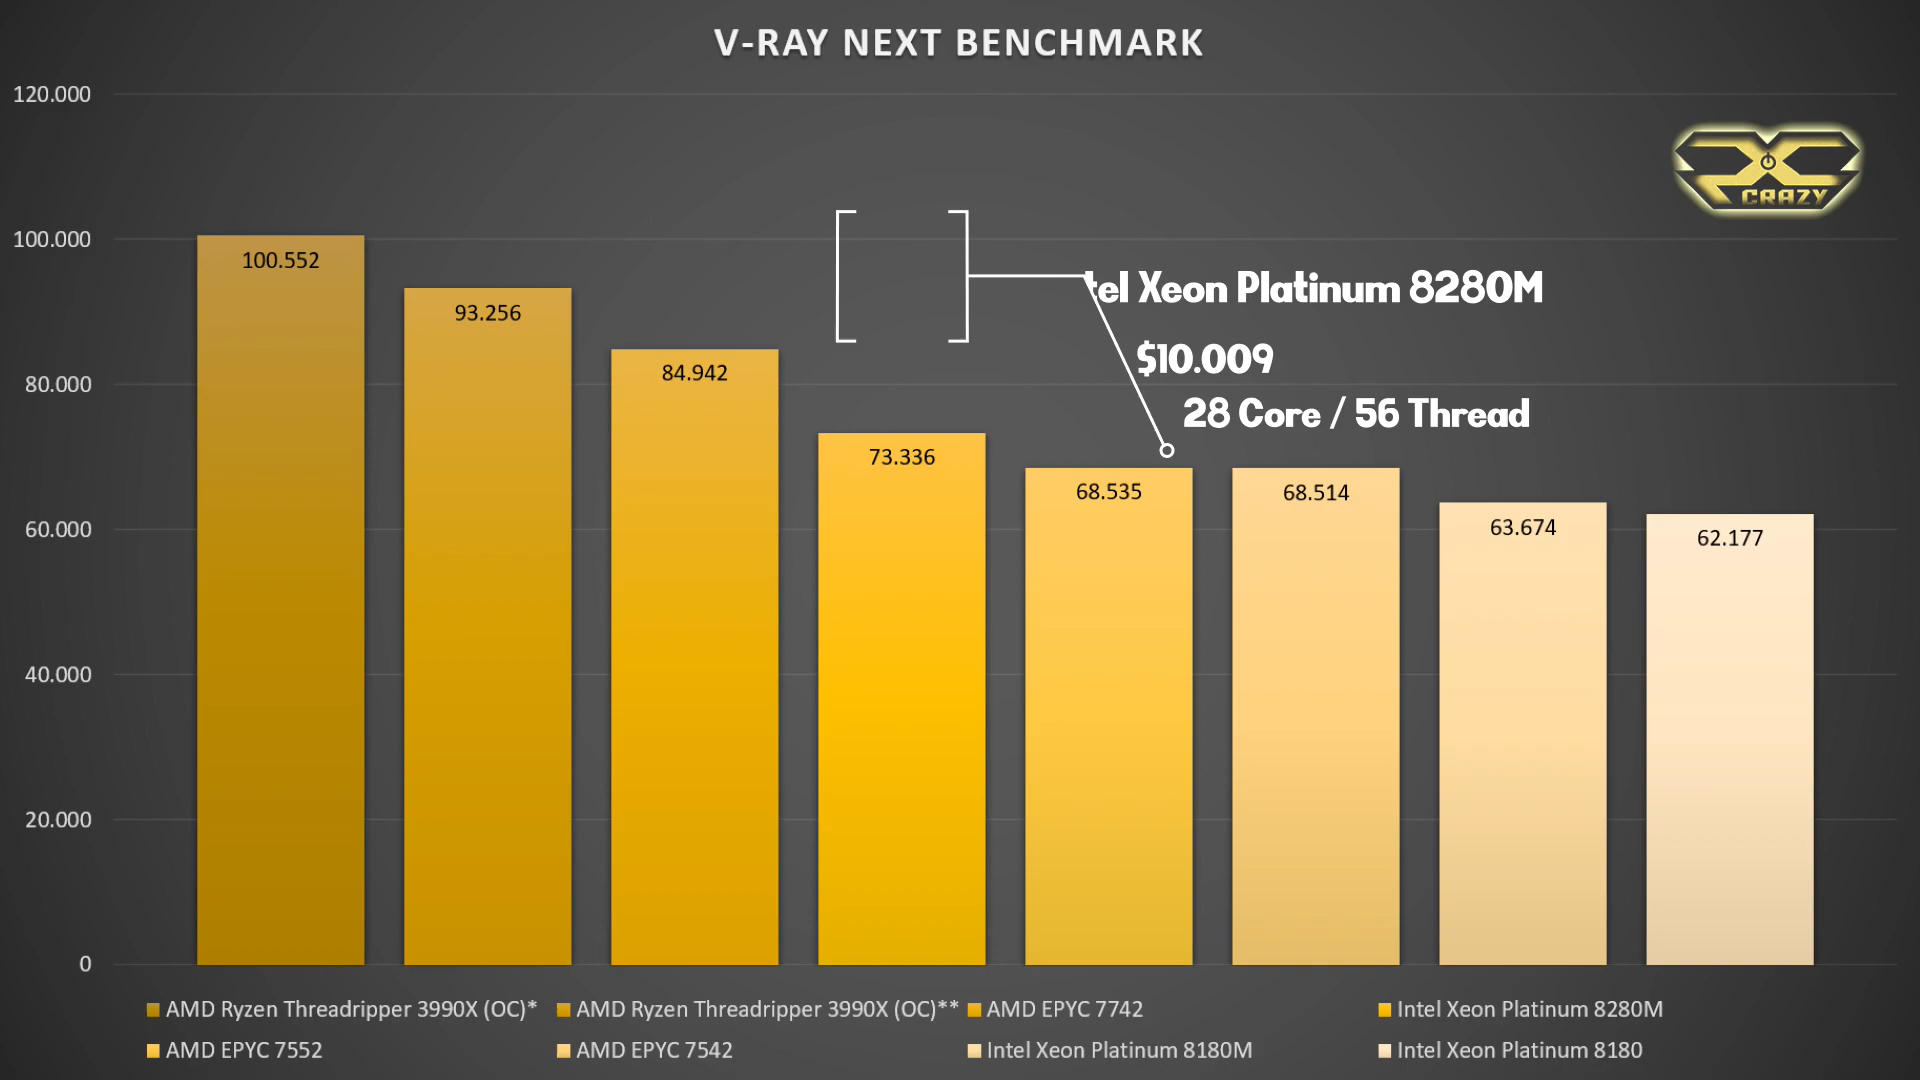 V-RAY NEXT BENCHMARK
120.000
100.000
80.000
60.000
40.000
20.000
0
CRAZY
100.552
93.256
84.942
73.336
68.535
68.514
63.674
62.177
tel Xeon Platinum 8280M
$10.009
28 Core / 56 Thread
AMD Ryzen Threadripper 3990X (OC)*
AMD Ryzen Threadripper 3990X (OC)**
AMD EPYC 7742
Intel Xeon Platinum 8280M
AMD EPYC 7552
AMD EPYC 7542
Intel Xeon Platinum 8180M
Intel Xeon Platinum 8180